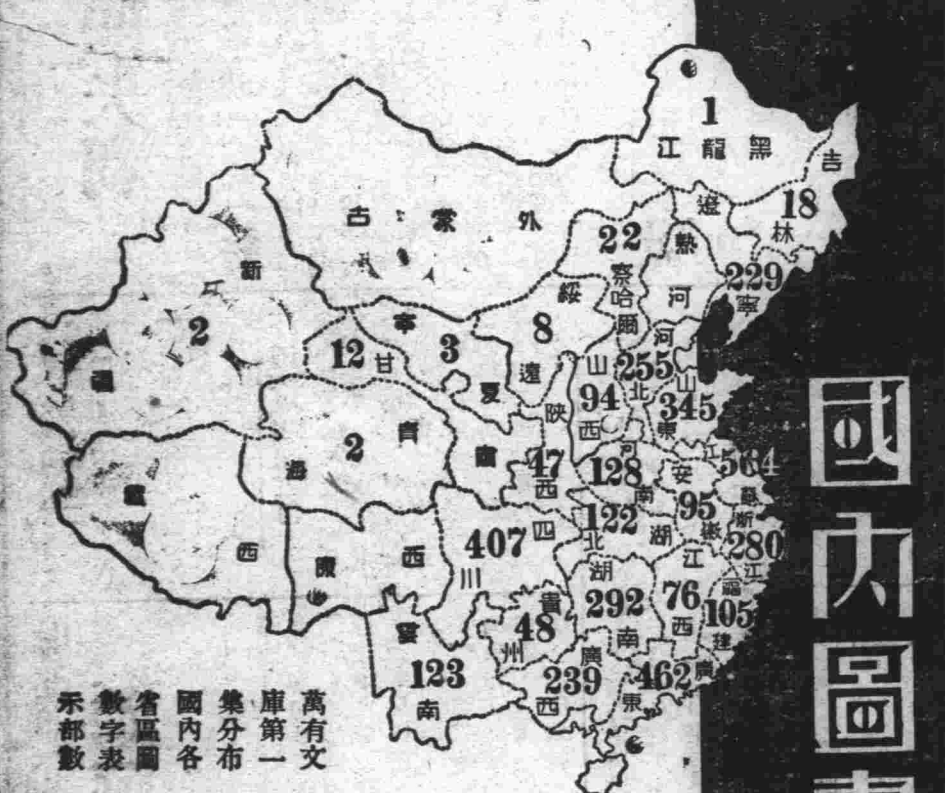 國內圖
1
黑龍江
吉林
18
遼寧
229
外蒙古
22
察哈爾
熱河
綏遠
8
新疆
2
甘肅
12
寧夏
3
河北
255
山西
94
山東
345
陝西
47
青海
2
河南
128
江蘇
564
安徽
95
湖北
122
浙江
280
四川
407
西藏
西康
江西
76
福建
105
湖南
292
貴州
48
雲南
123
廣西
239
廣東
462
萬有文
庫第一
集分布
國內各
省區圖
數字表
示部數